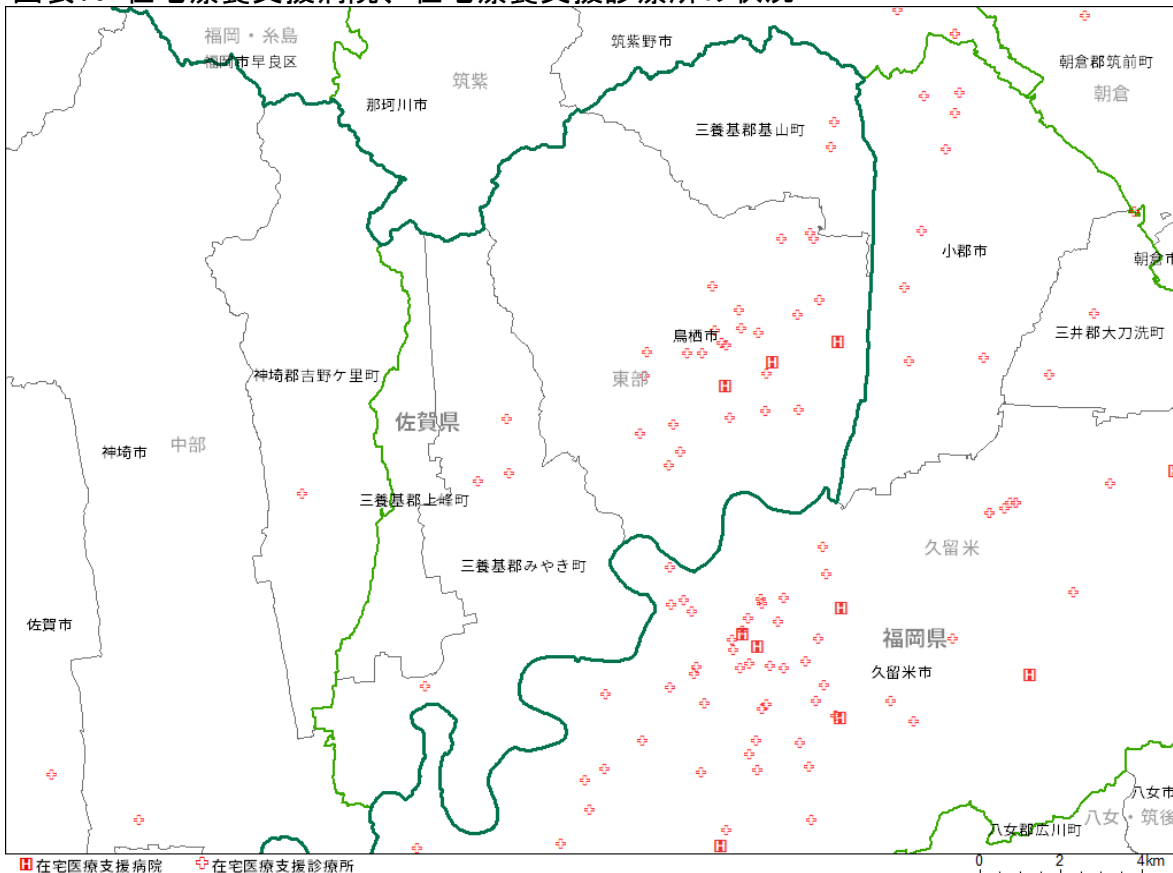 福岡・糸島
福岡市早良区
筑紫野市
筑紫
那珂川市
朝倉郡筑前町
朝倉
三養基郡基山町
小郡市
朝倉市
三井郡大刀洗町
鳥栖市
東部
神埼郡吉野ケ里町
佐賀県
神埼市
中部
三養基郡上峰町
久留米
三養基郡みやき町
佐賀市
福岡県
久留米市
八女市
八女・筑後
八女郡広川町
H 在宅医療支援病院 在宅医療支援診療所
0 2 4km